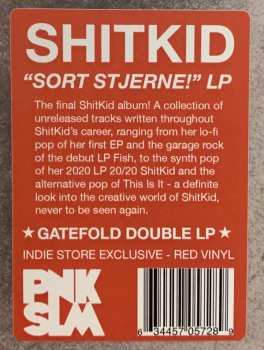 SHITKID
“SORT STJERNE!” LP
The final ShitKid album! A collection of
unreleased tracks written throughout
ShitKid’s career, ranging from her lo-fi
pop of her first EP and the garage rock
of the debut LP Fish, to the synth pop
of her 2020 LP 20/20 ShitKid and the
alternative pop of This Is It - a definite
look into the creative world of ShitKid,
never to be seen again.
★ GATEFOLD DOUBLE LP ★
INDIE STORE EXCLUSIVE - RED VINYL
PNK
SLM
6 34457 05728 9